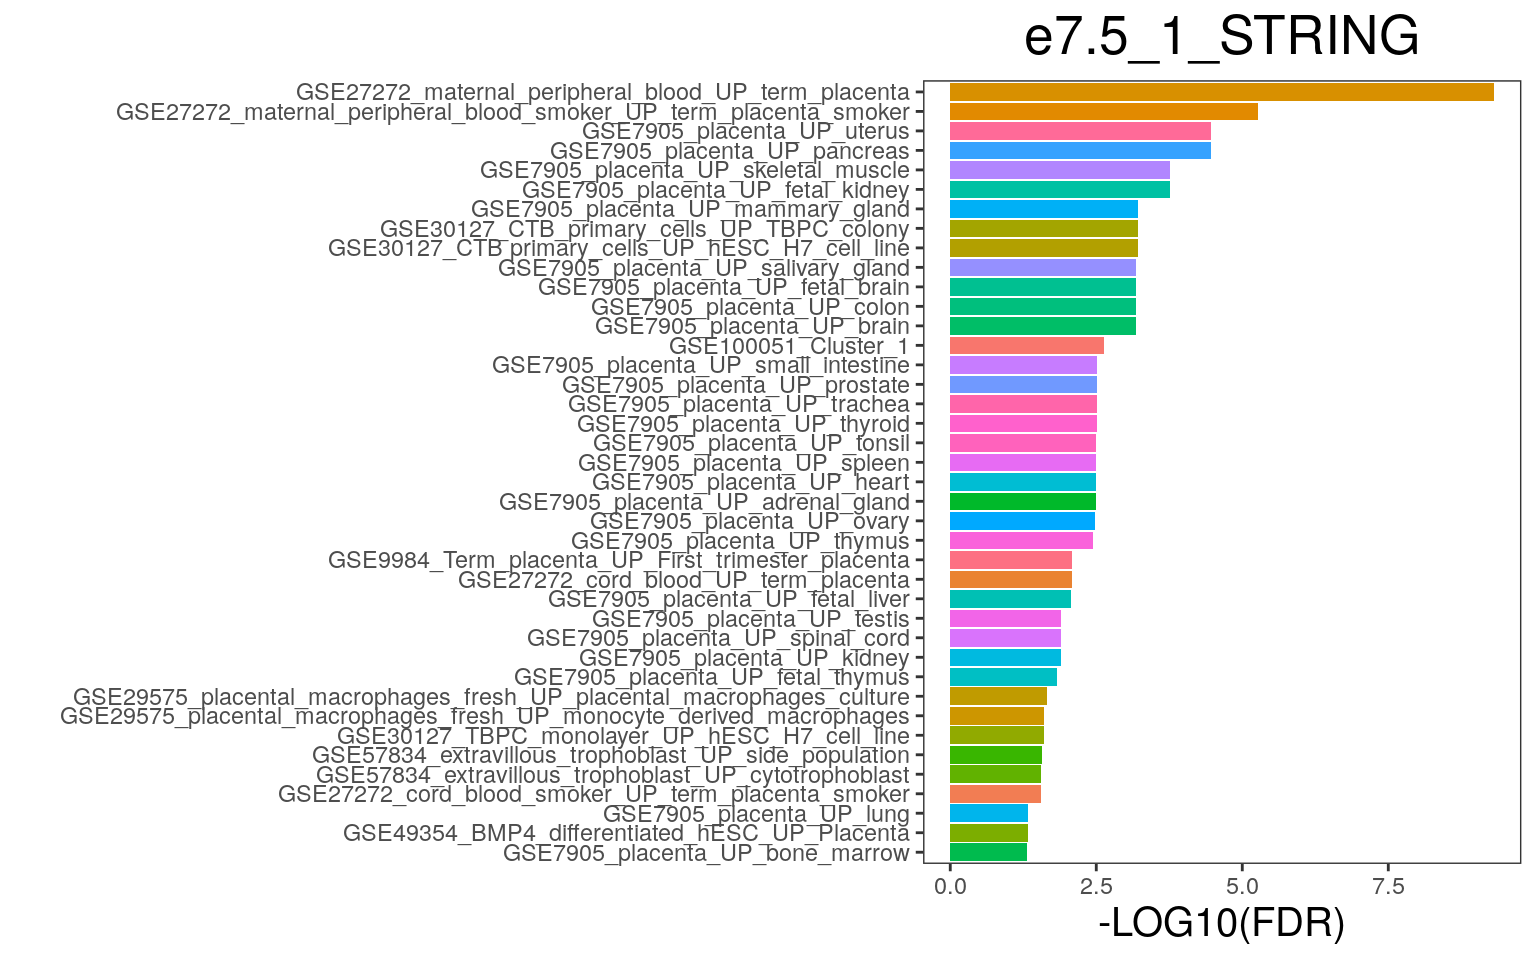 e7.5_1_STRING
GSE27272_maternal_peripheral_blood_UP_term_placenta
GSE27272_maternal_peripheral_blood_smoker_UP_term_placenta_smoker
GSE7905_placenta_UP_uterus
GSE7905_placenta_UP_pancreas
GSE7905_placenta_UP_skeletal_muscle
GSE7905_placenta_UP_fetal_kidney
GSE7905_placenta_UP_mammary_gland
GSE30127_CTB_primary_cells_UP_TBPC_colony
GSE30127_CTB primary_cells_UP_hESC_H7_cell_line
GSE7905_placenta_UP_salivary_gland
GSE7905_placenta_UP_fetal_brain
GSE7905_placenta_UP_colon
GSE7905_placenta_UP_brain
GSE100051_Cluster_1
GSE7905_placenta_UP_small_intestine
GSE7905_placenta_UP_prostate
GSE7905_placenta_UP_trachea
GSE7905_placenta_UP_thyroid
GSE7905_placenta_UP_tonsil
GSE7905_placenta_UP_spleen
GSE7905_placenta_UP_heart
GSE7905_placenta_UP_adrenal_gland
GSE7905_placenta_UP_ovary
GSE7905_placenta_UP_thymus
GSE9984_Term_placenta_UP_First_trimester_placenta
GSE27272_cord_blood_UP_term_placenta
GSE7905_placenta_UP_fetal_liver
GSE7905_placenta_UP_testis
GSE7905_placenta_UP_spinal_cord
GSE7905_placenta_UP_kidney
GSE7905_placenta_UP_fetal_thymus
GSE29575_placental_macrophages_fresh_UP_placental_macrophages_culture
GSE29575_placental_macrophages_fresh_UP_monocyte_derived_macrophages
GSE30127_TBPC_monolayer_UP_hESC_H7_cell_line
GSE57834_extravillous_trophoblast_UP_side_population
GSE57834_extravillous_trophoblast_UP_cytotrophoblast
GSE27272_cord_blood_smoker_UP_term_placenta_smoker
GSE7905_placenta_UP_lung
GSE49354_BMP4_differentiated_hESC_UP_Placenta
GSE7905_placenta_UP_bone_marrow
0.0 2.5 5.0 7.5
-LOG10(FDR)